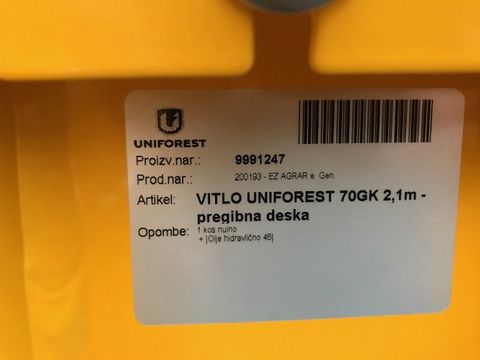 UNIFOREST
Proizv.nar.: 9991247
Prod.nar.: 200193 - EZ AGRAR e. Gen.
Artikel: VITLO UNIFOREST 70GK 2,1m -
pregibna deska
Opombe: 1 kos nujno
+ |Olje hidravlično 46|